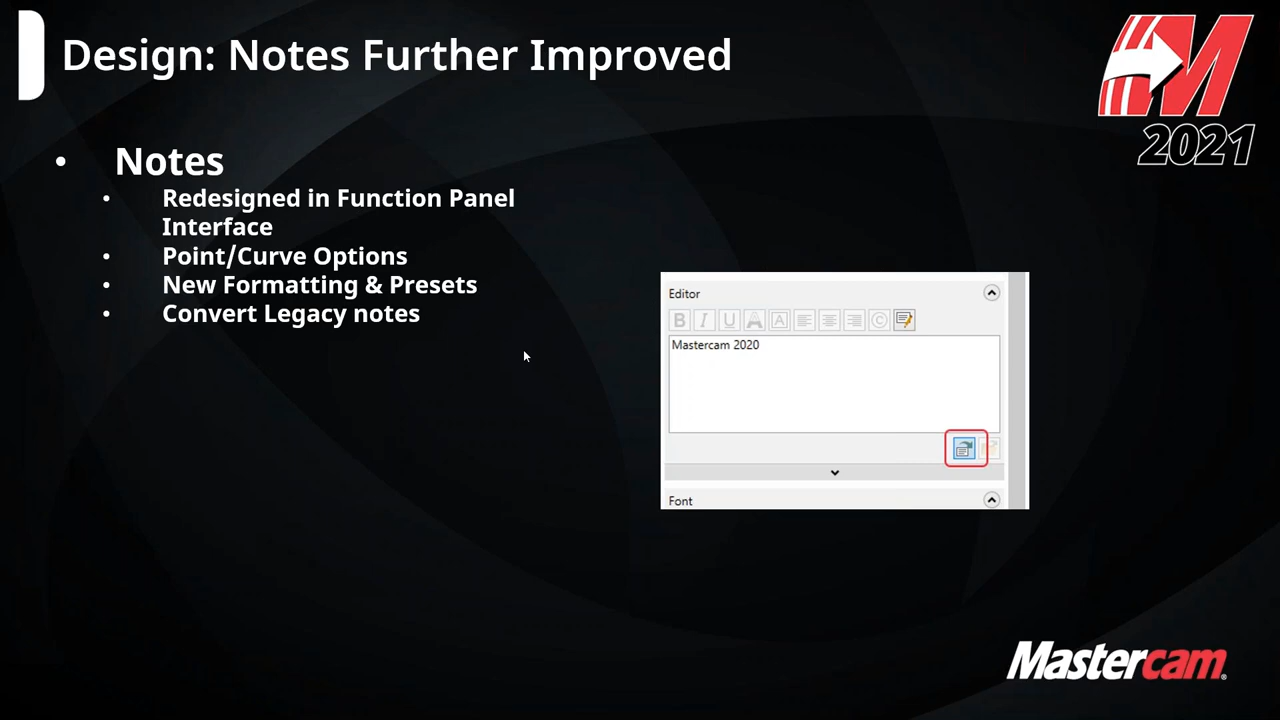 Design: Notes Further Improved
M
2021
• Notes
• Redesigned in Function Panel
Interface
• Point/Curve Options
• New Formatting & Presets
• Convert Legacy notes
Editor
B I U A A ©
Mastercam 2020
Font
Mastercam®